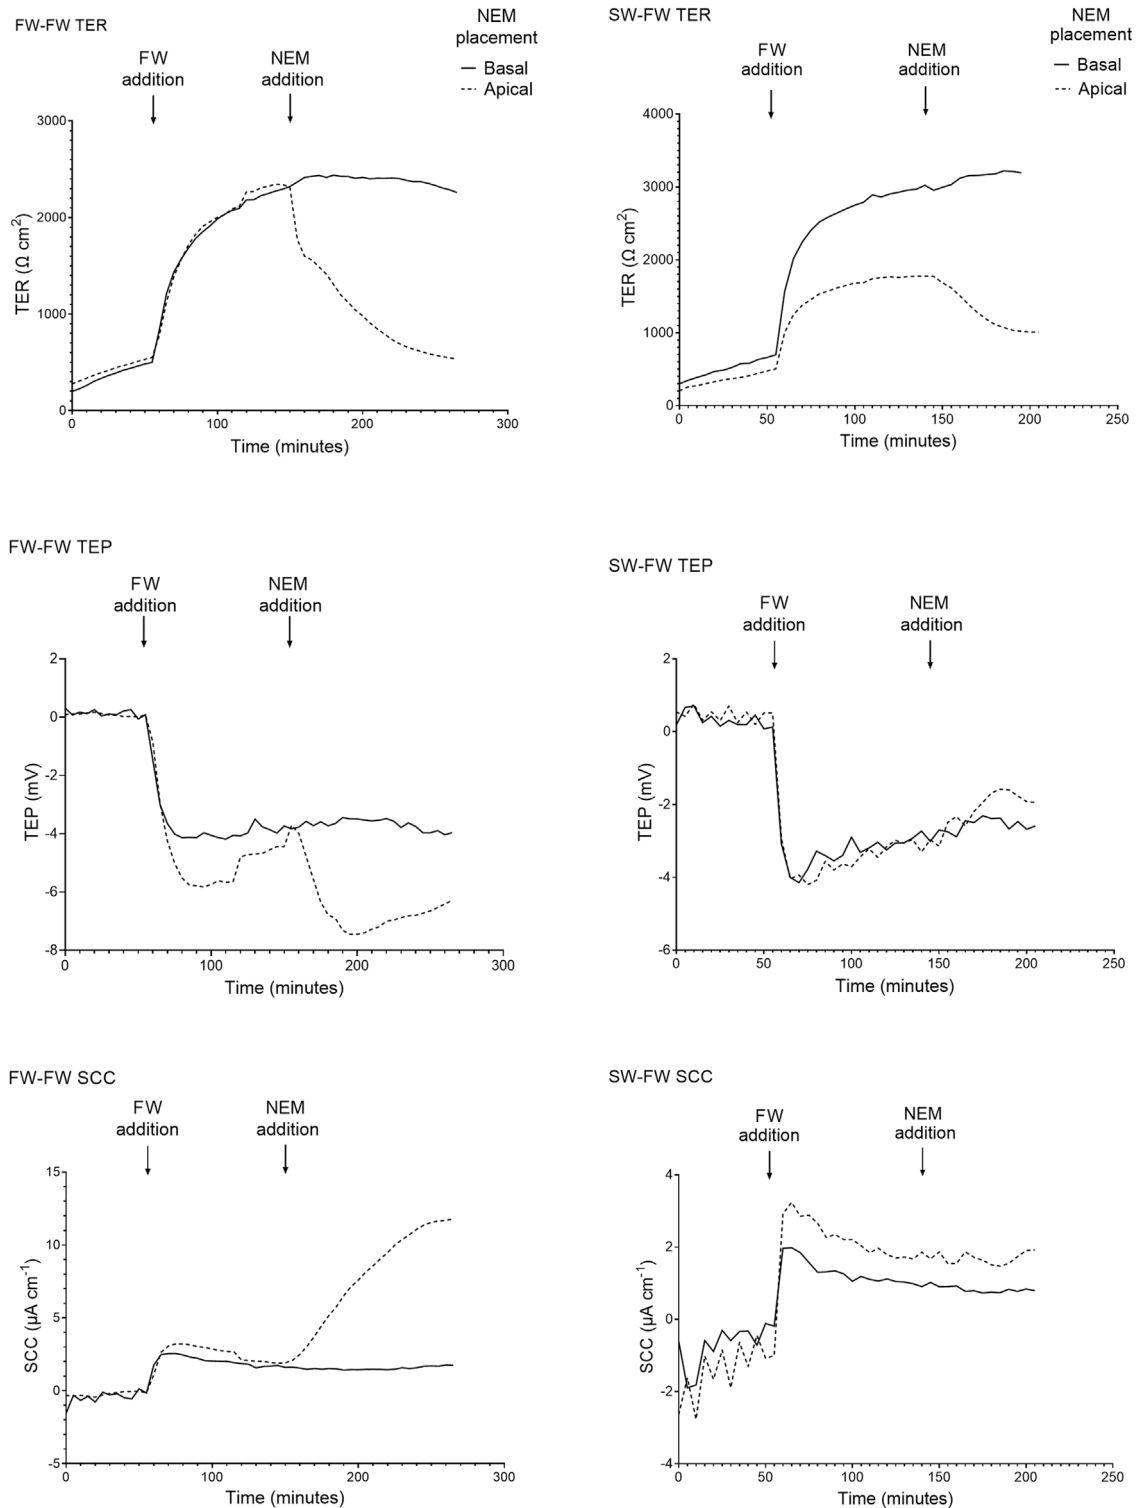 FW-FW TER
FW
addition
NEM
addition
NEM
placement
Basal
Apical
3000
2000
1000
0
TER (Ω cm2)
0
100
200
300
Time (minutes)
SW-FW TER
FW
addition
NEM
addition
NEM
placement
Basal
Apical
4000
3000
2000
1000
0
TER (Ω cm2)
0
50
100
150
200
250
Time (minutes)
FW-FW TEP
FW
addition
NEM
addition
2
0
-2
-4
-6
-8
TEP (mV)
0
100
200
300
Time (minutes)
SW-FW TEP
FW
addition
NEM
addition
2
0
-2
-4
-6
TEP (mV)
0
50
100
150
200
250
Time (minutes)
FW-FW SCC
FW
addition
NEM
addition
15
10
5
0
-5
SCC (µA cm-1)
0
100
200
300
Time (minutes)
SW-FW SCC
FW
addition
NEM
addition
4
2
0
-2
-4
SCC (µA cm-1)
0
50
100
150
200
250
Time (minutes)